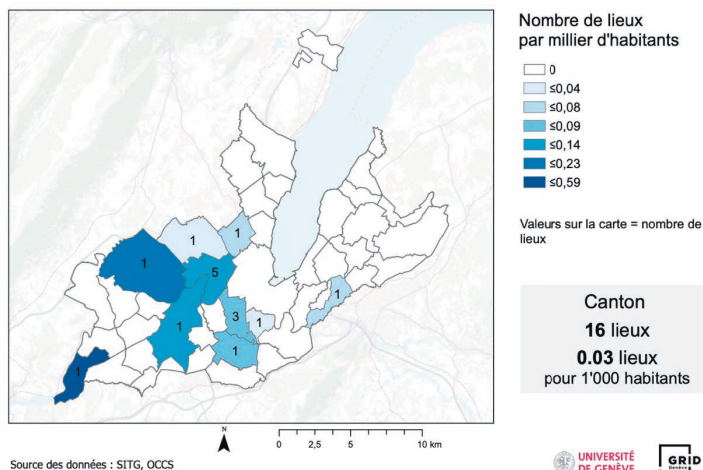 Nombre de lieux
par millier d'habitants
0
≤0,04
≤0,08
≤0,09
≤0,14
≤0,23
≤0,59
Valeurs sur la carte = nombre de
lieux
1
1
1
5
1
3
1
1
1
1
Canton
16 lieux
0.03 lieux
pour 1'000 habitants
N
0 2,5 5 10 km
Source des données : SITG, OCCS
UNIVERSITÉ
DE GENÈVE
GRID
Genève